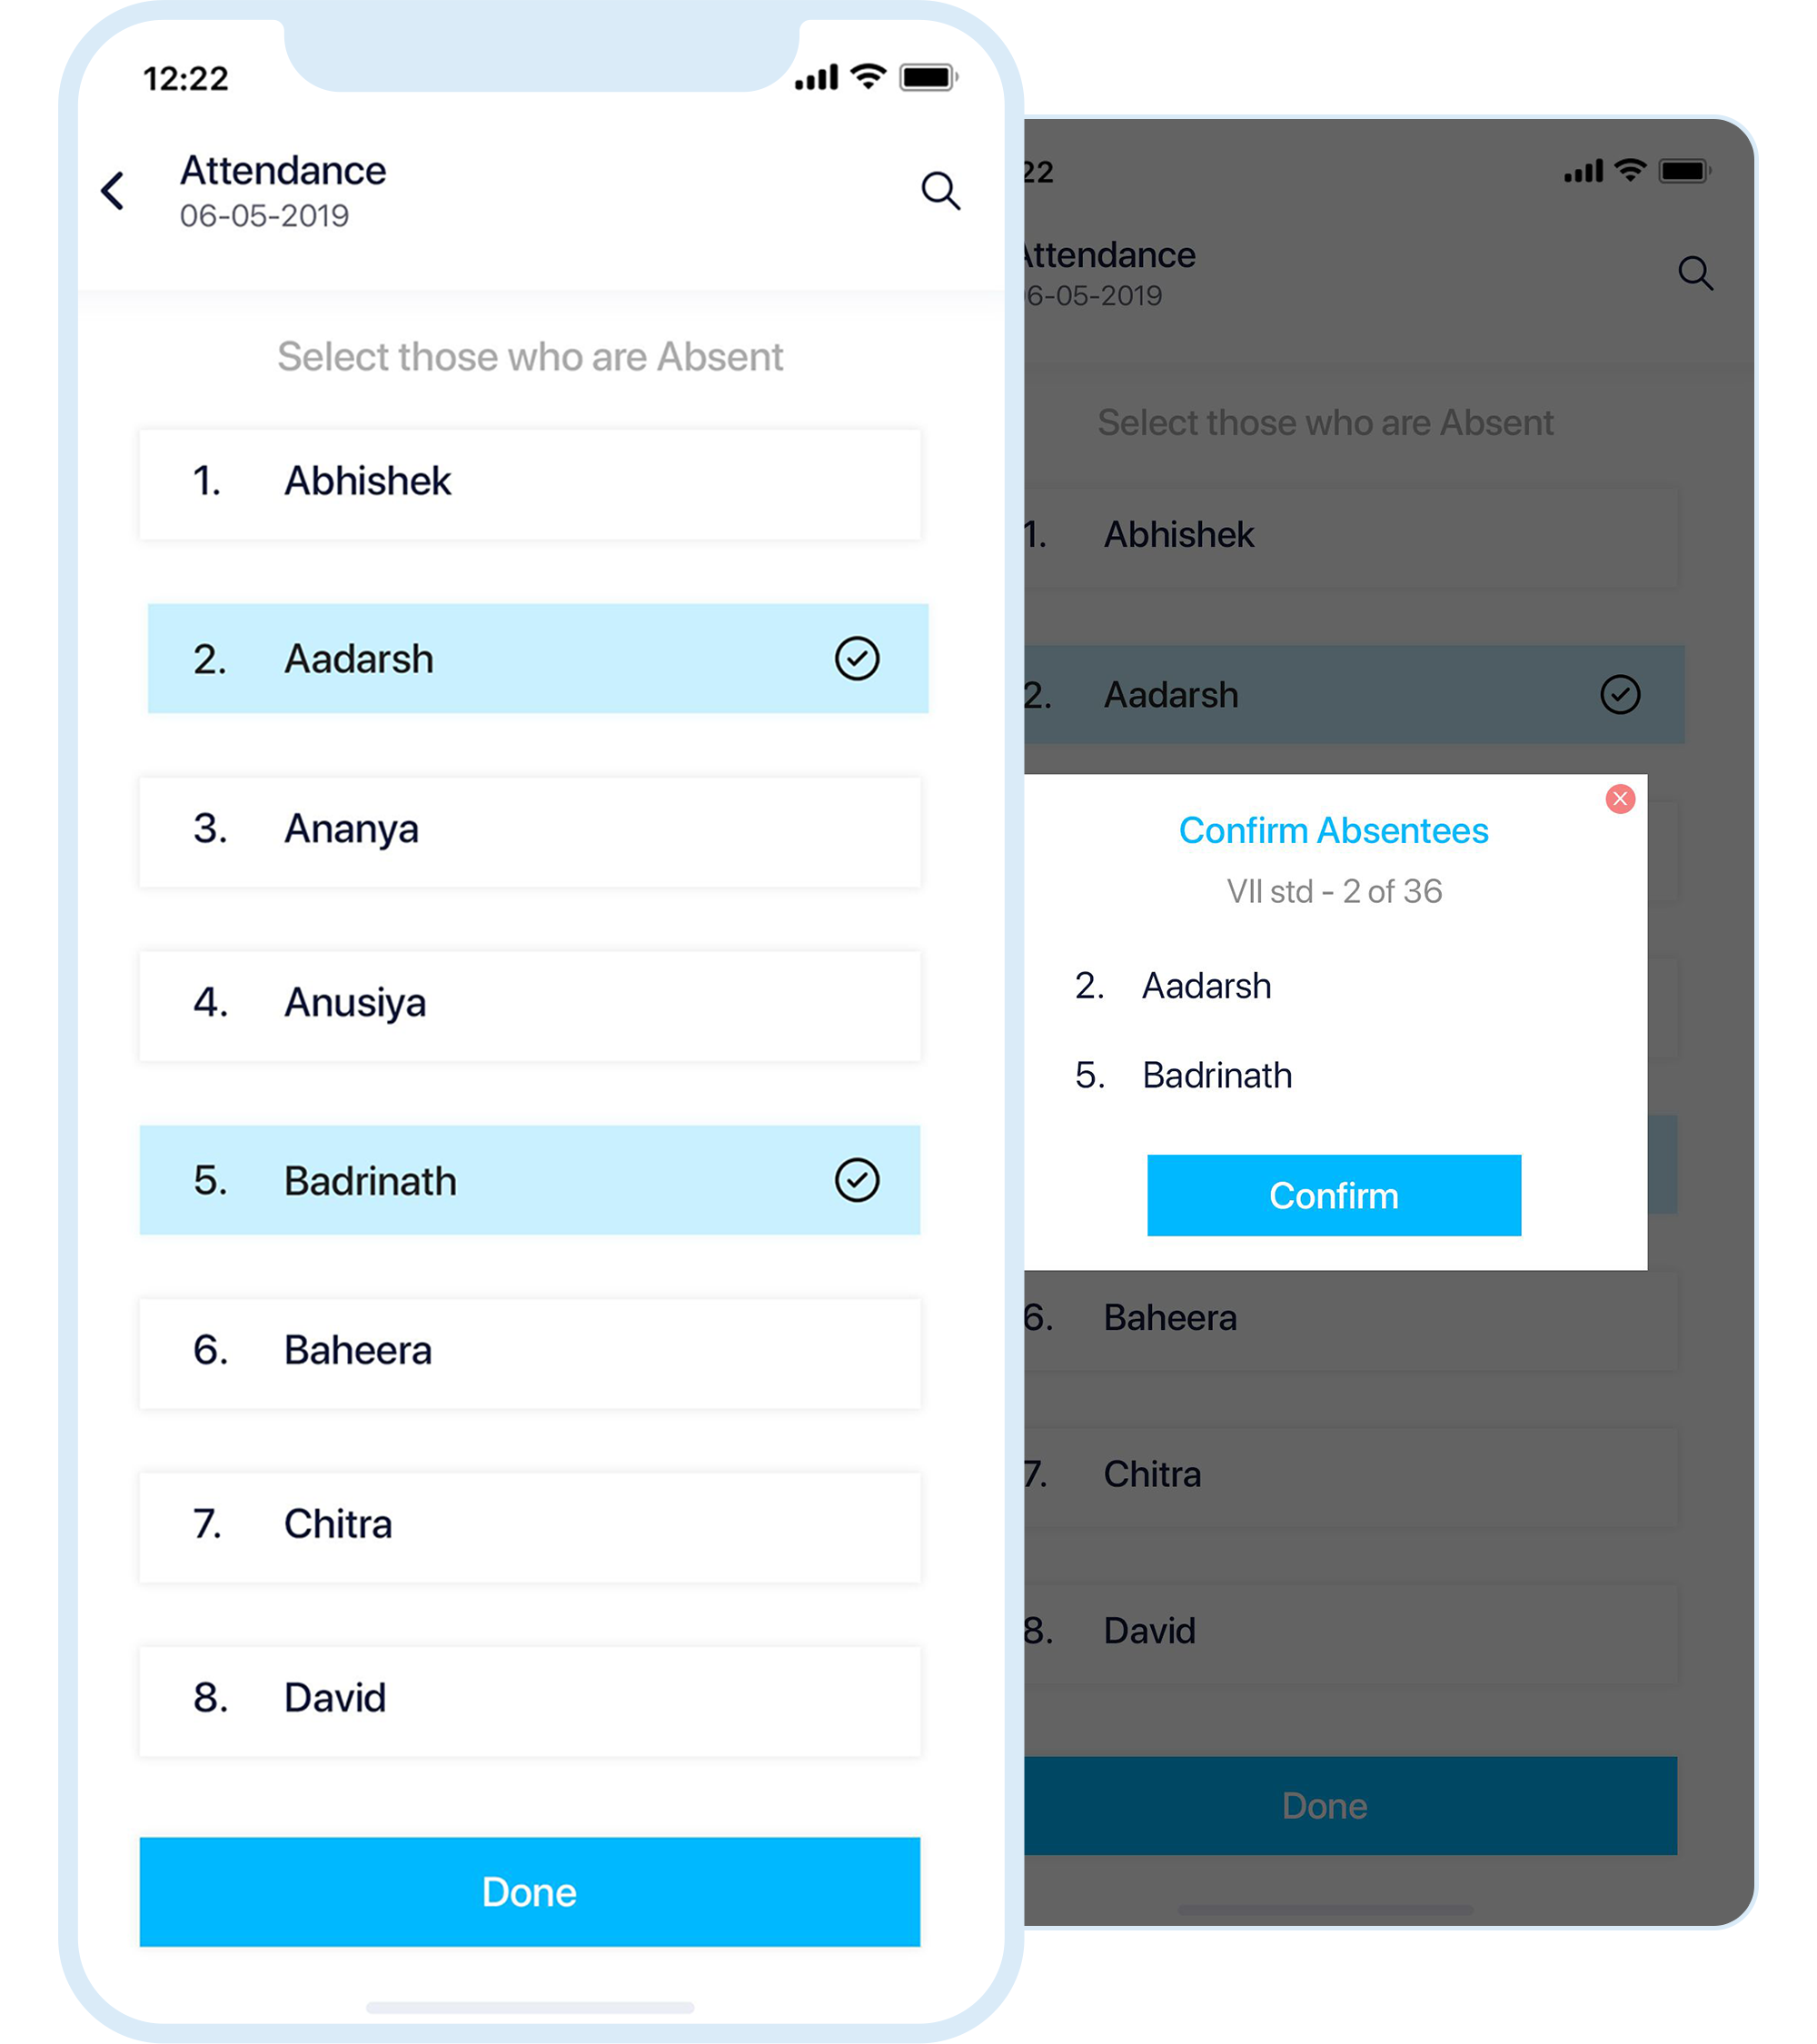 12:22
Attendance
06-05-2019
Select those who are Absent
1. Abhishek
2. Aadarsh
3. Ananya
4. Anusiya
5. Badrinath
6. Baheera
7. Chitra
8. David
Done
22
Attendance
6-05-2019
Select those who are Absent
1. Abhishek
2. Aadarsh
Confirm Absentees
VII std - 2 of 36
2. Aadarsh
5. Badrinath
Confirm
6. Baheera
7. Chitra
8. David
Done